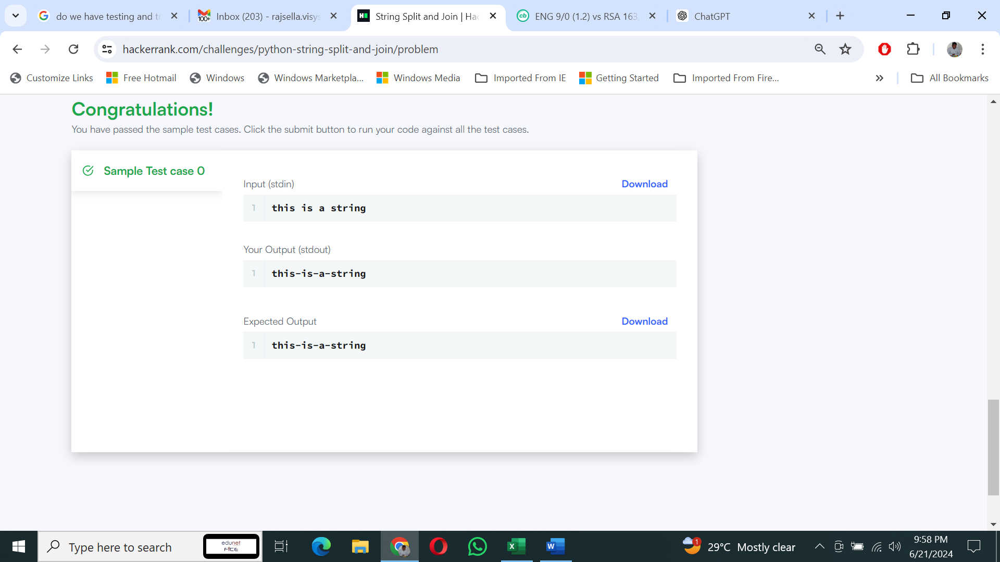 do we have testing and tr
Inbox (203) - rajsella.visys
String Split and Join | Hac
ENG 9/0 (1.2) vs RSA 163
ChatGPT
hackerrank.com/challenges/python-string-split-and-join/problem
Customize Links
Free Hotmail
Windows
Windows Marketpla...
Windows Media
Imported From IE
Getting Started
Imported From Fire...
All Bookmarks
Congratulations!
You have passed the sample test cases. Click the submit button to run your code against all the test cases.
Sample Test case 0
Input (stdin)
Download
1 this is a string
Your Output (stdout)
1 this-is-a-string
Expected Output
Download
1 this-is-a-string
Type here to search
edunet
29°C Mostly clear
9:58 PM
6/21/2024